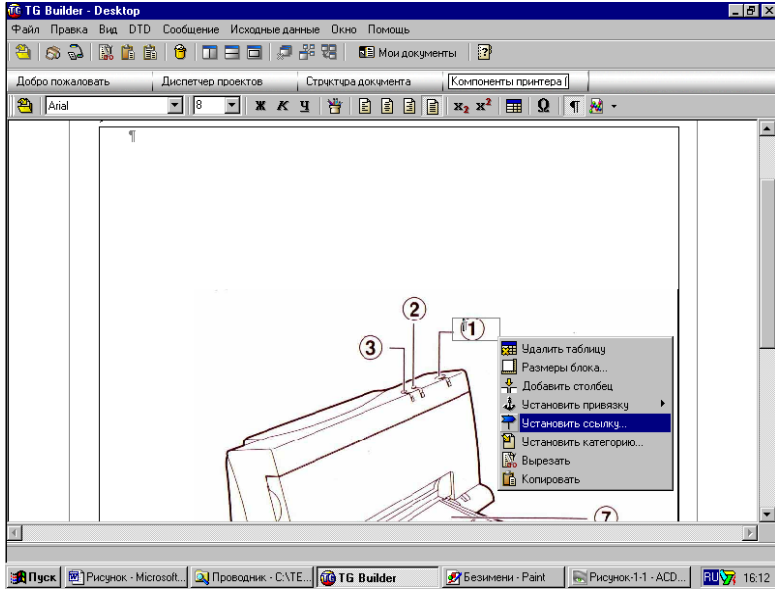 TG Builder - Desktop
Файл Правка Вид DTD Сообщение Исходные данные Окно Помощь
Мои документы
Добро пожаловать Диспетчер проектов Структура документа Компоненты принтера (
Arial 8 Ж К Ч x₂ x² Ω ¶
¶
2
1
3
Удалить таблицу
Размеры блока...
Добавить столбец
Установить привязку
Установить ссылку...
Установить категорию...
Вырезать
Копировать
7
Пуск Рисунок - Microsoft... Проводник - C:\TE... TG Builder Безимени - Paint Рисунок-1-1 - ACD... RU 16:12